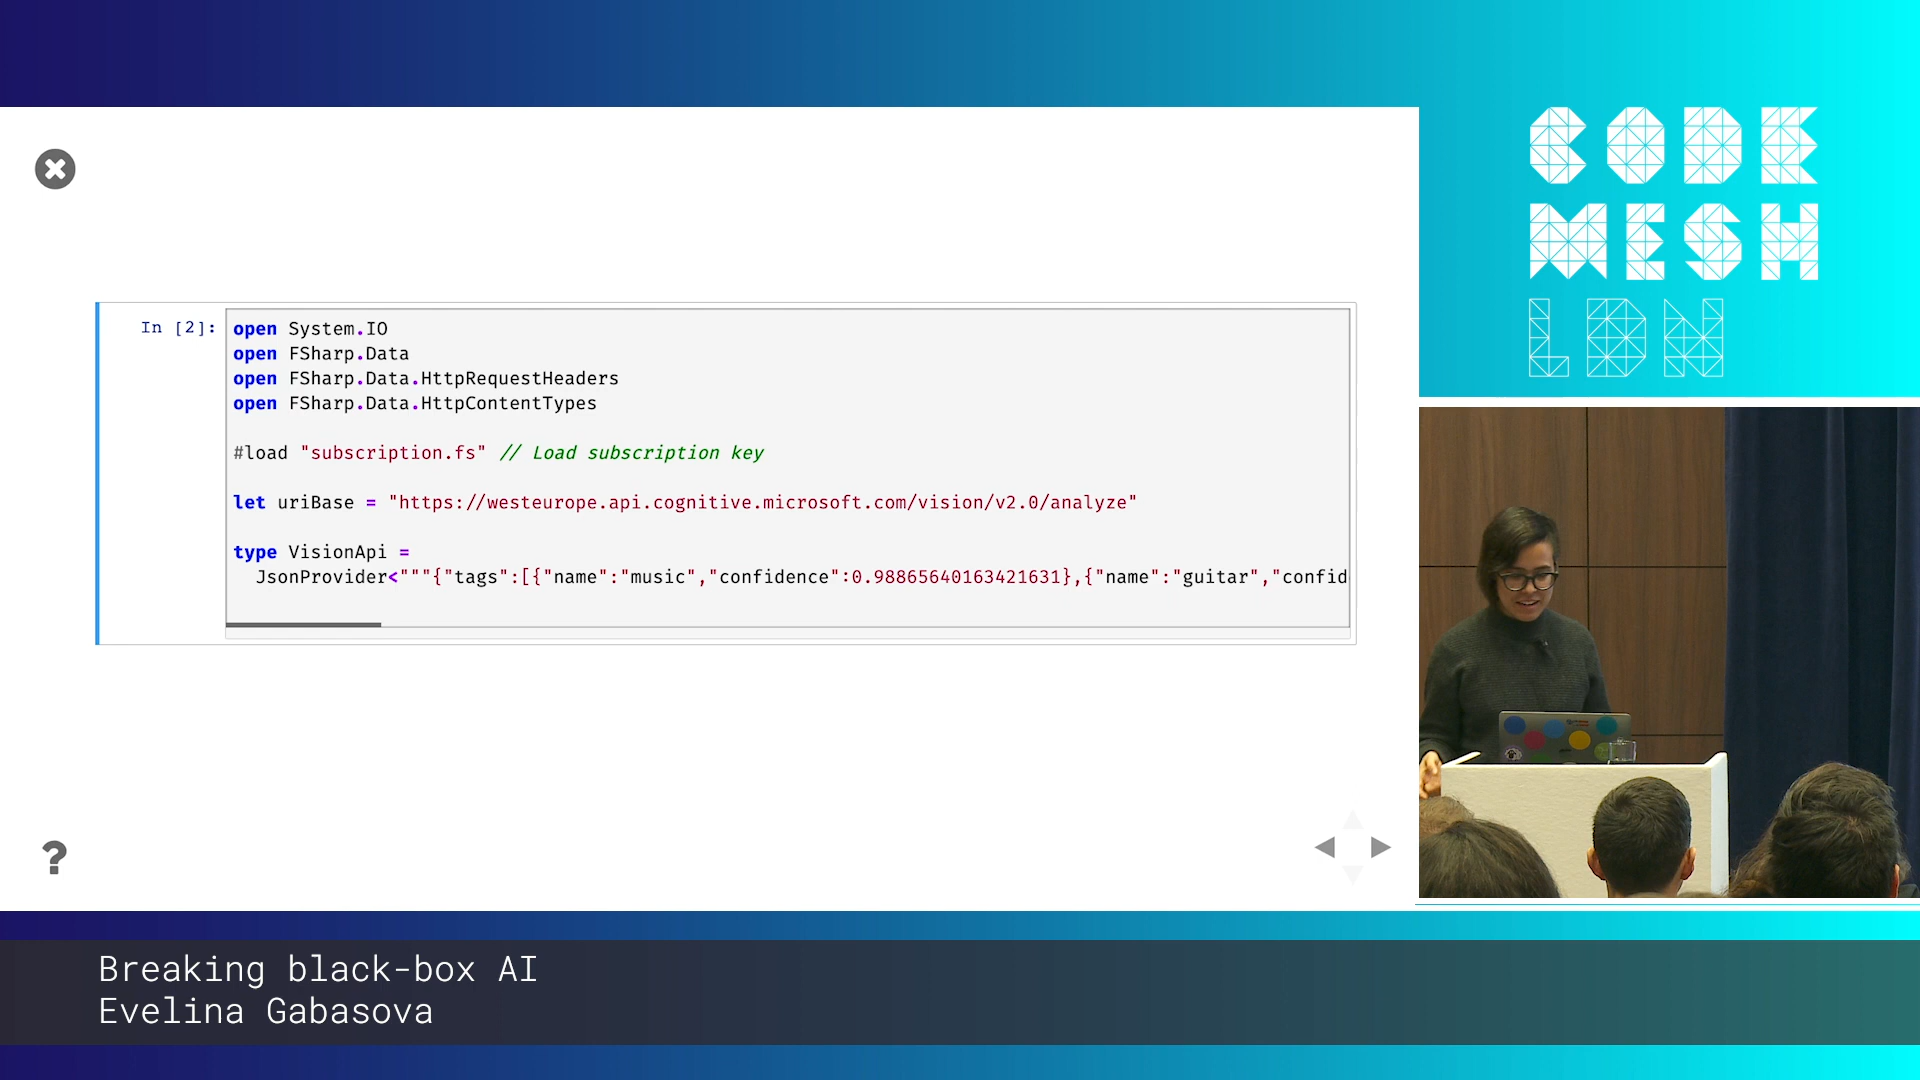 CODE
MESH
LDN
In [2]:
open System.IO
open FSharp.Data
open FSharp.Data.HttpRequestHeaders
open FSharp.Data.HttpContentTypes
#load "subscription.fs" // Load subscription key
let uriBase = "https://westeurope.api.cognitive.microsoft.com/vision/v2.0/analyze"
type VisionApi =
JsonProvider<"""{"tags":[{"name":"music","confidence":0.98865640163421631},{"name":"guitar","confid
?
Breaking black-box AI
Evelina Gabasova